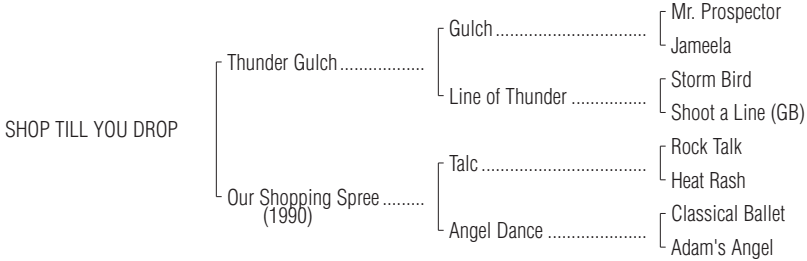 Mr. Prospector
Gulch................................
Jameela
Thunder Gulch..................
Storm Bird
Line of Thunder ................
Shoot a Line (GB)
SHOP TILL YOU DROP
Rock Talk
Talc...................................
Heat Rash
Our Shopping Spree.........
(1990)
Classical Ballet
Angel Dance .....................
Adam's Angel